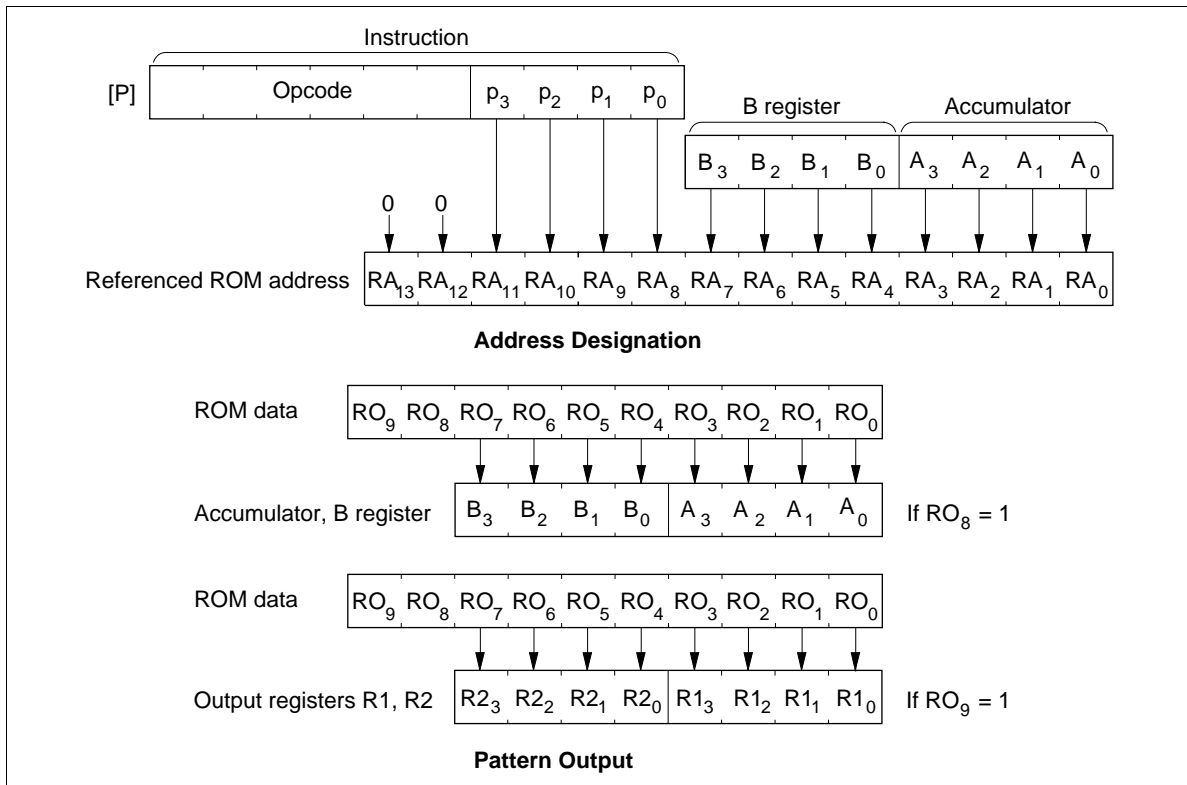 Instruction
[P] Opcode p3 p2 p1 p0
B register Accumulator
B3 B2 B1 B0 A3 A2 A1 A0
0 0
Referenced ROM address RA13 RA12 RA11 RA10 RA9 RA8 RA7 RA6 RA5 RA4 RA3 RA2 RA1 RA0
Address Designation
ROM data RO9 RO8 RO7 RO6 RO5 RO4 RO3 RO2 RO1 RO0
Accumulator, B register B3 B2 B1 B0 A3 A2 A1 A0 If RO8 = 1
ROM data RO9 RO8 RO7 RO6 RO5 RO4 RO3 RO2 RO1 RO0
Output registers R1, R2 R23 R22 R21 R20 R13 R12 R11 R10 If RO9 = 1
Pattern Output